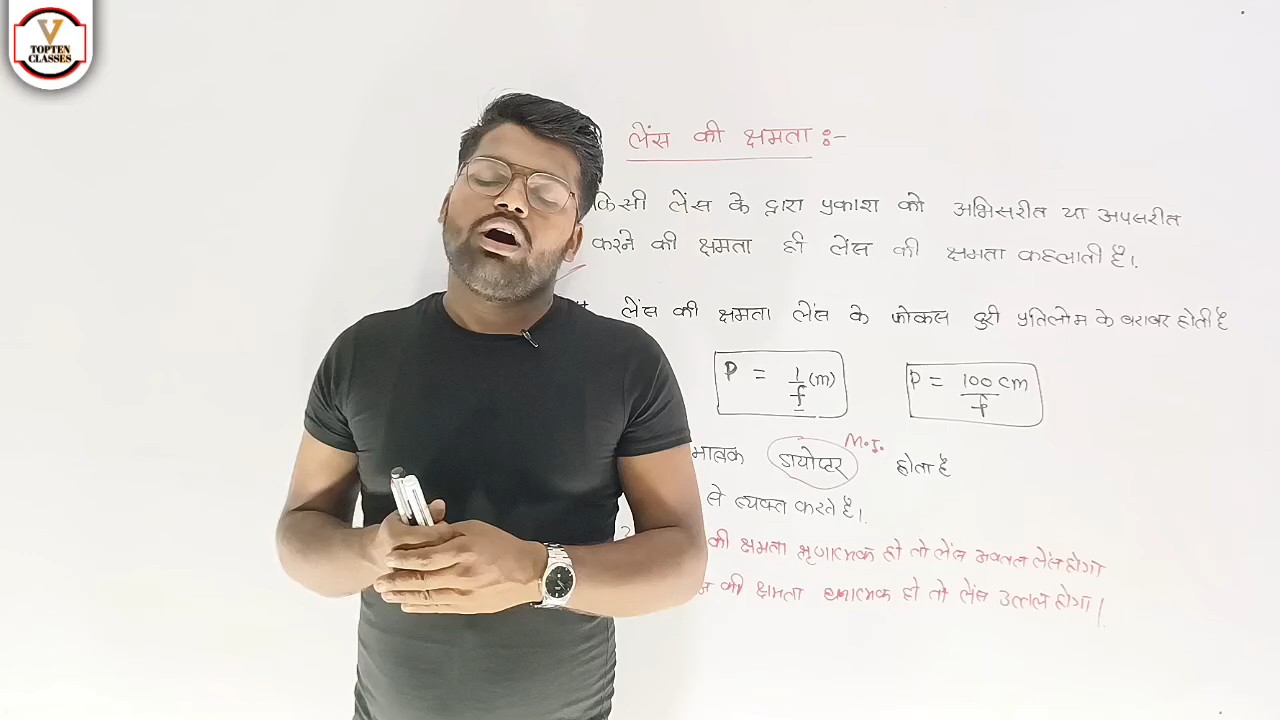 V
TOPTEN
CLASSES
लेंस की क्षमता :-
किसी लेंस के द्वारा प्रकाश को अभिसरीत या अपसरीत
करने की क्षमता ही लेंस की क्षमता कहलाती है।
लेंस की क्षमता लेंस के फोकस दुरी प्रतिलोम के बराबर होती है
P = 1/f (m)
P = 100 cm/f
मात्रक डायोप्टर होता है
से व्यक्त करते है।
की क्षमता ऋणात्मक हो तो लेंस अवतल लेंस होगा
की क्षमता धनात्मक हो तो लेंस उत्तल होगा।